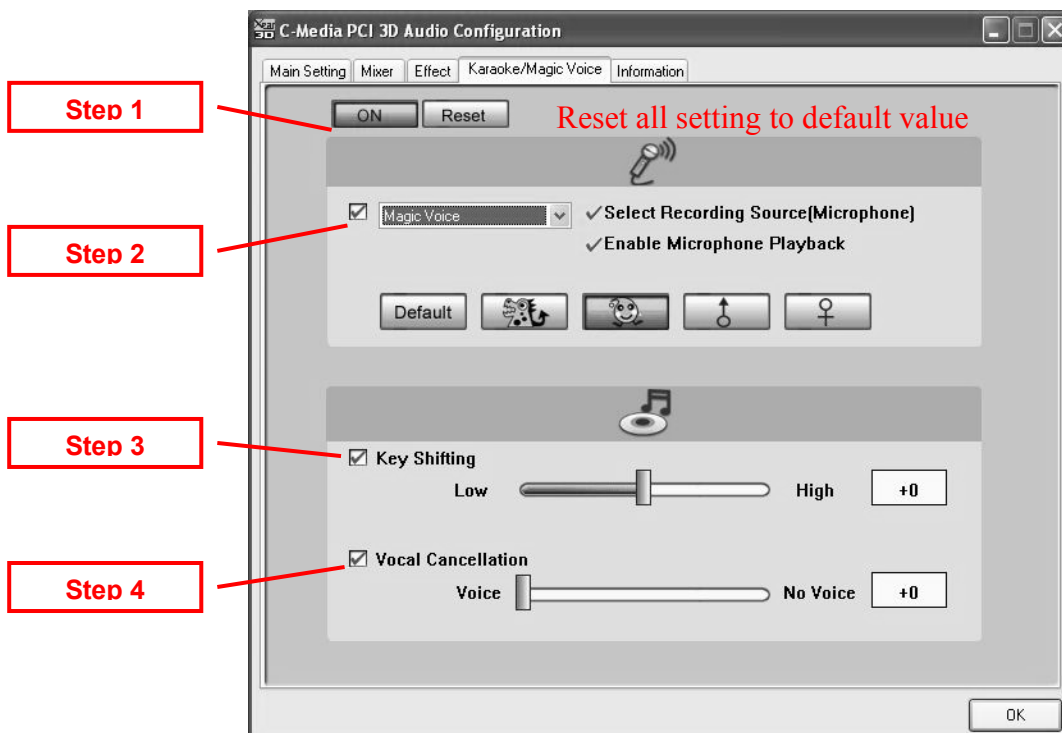 C-Media PCI 3D Audio Configuration
Main Setting Mixer Effect Karaoke/Magic Voice Information
Step 1
ON Reset Reset all setting to default value
Magic Voice
✓Select Recording Source(Microphone)
✓Enable Microphone Playback
Step 2
Default
Step 3
Key Shifting
Low High +0
Vocal Cancellation
Step 4
Voice No Voice +0
OK